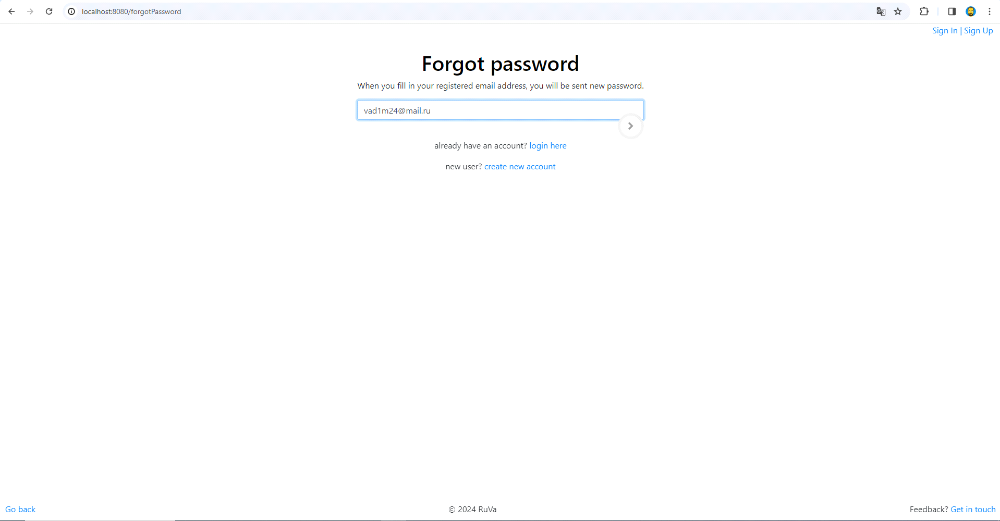 localhost:8080/forgotPassword
Sign In | Sign Up
Forgot password
When you fill in your registered email address, you will be sent new password.
vad1m24@mail.ru
already have an account? login here
new user? create new account
Go back
© 2024 RuVa
Feedback? Get in touch